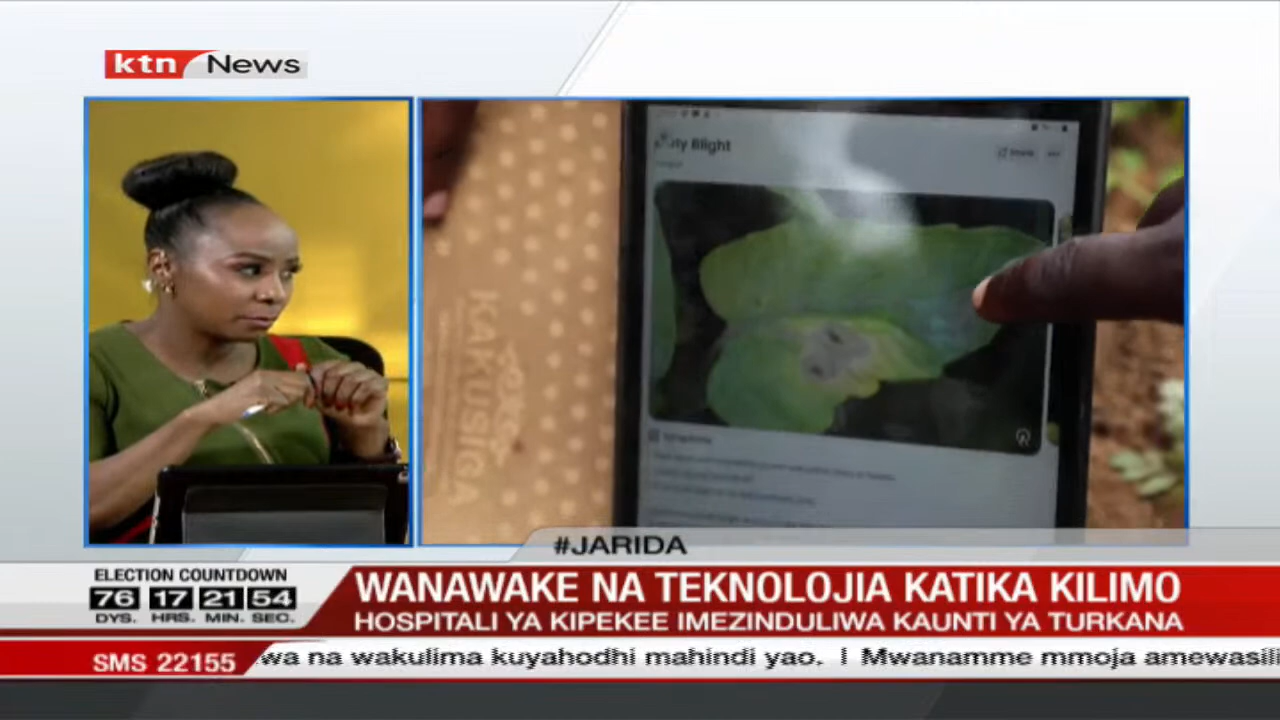 ktn News
Blight
KAKUSIGA
#JARIDA
ELECTION COUNTDOWN
76 17 21 54
DYS. HRS. MIN. SEC.
WANAWAKE NA TEKNOLOJIA KATIKA KILIMO
HOSPITALI YA KIPEKEE IMEZINDULIWA KAUNTI YA TURKANA
SMS 22155
wa na wakulima kuyahodhi mahindi yao. | Mwanamme mmoja amewasili